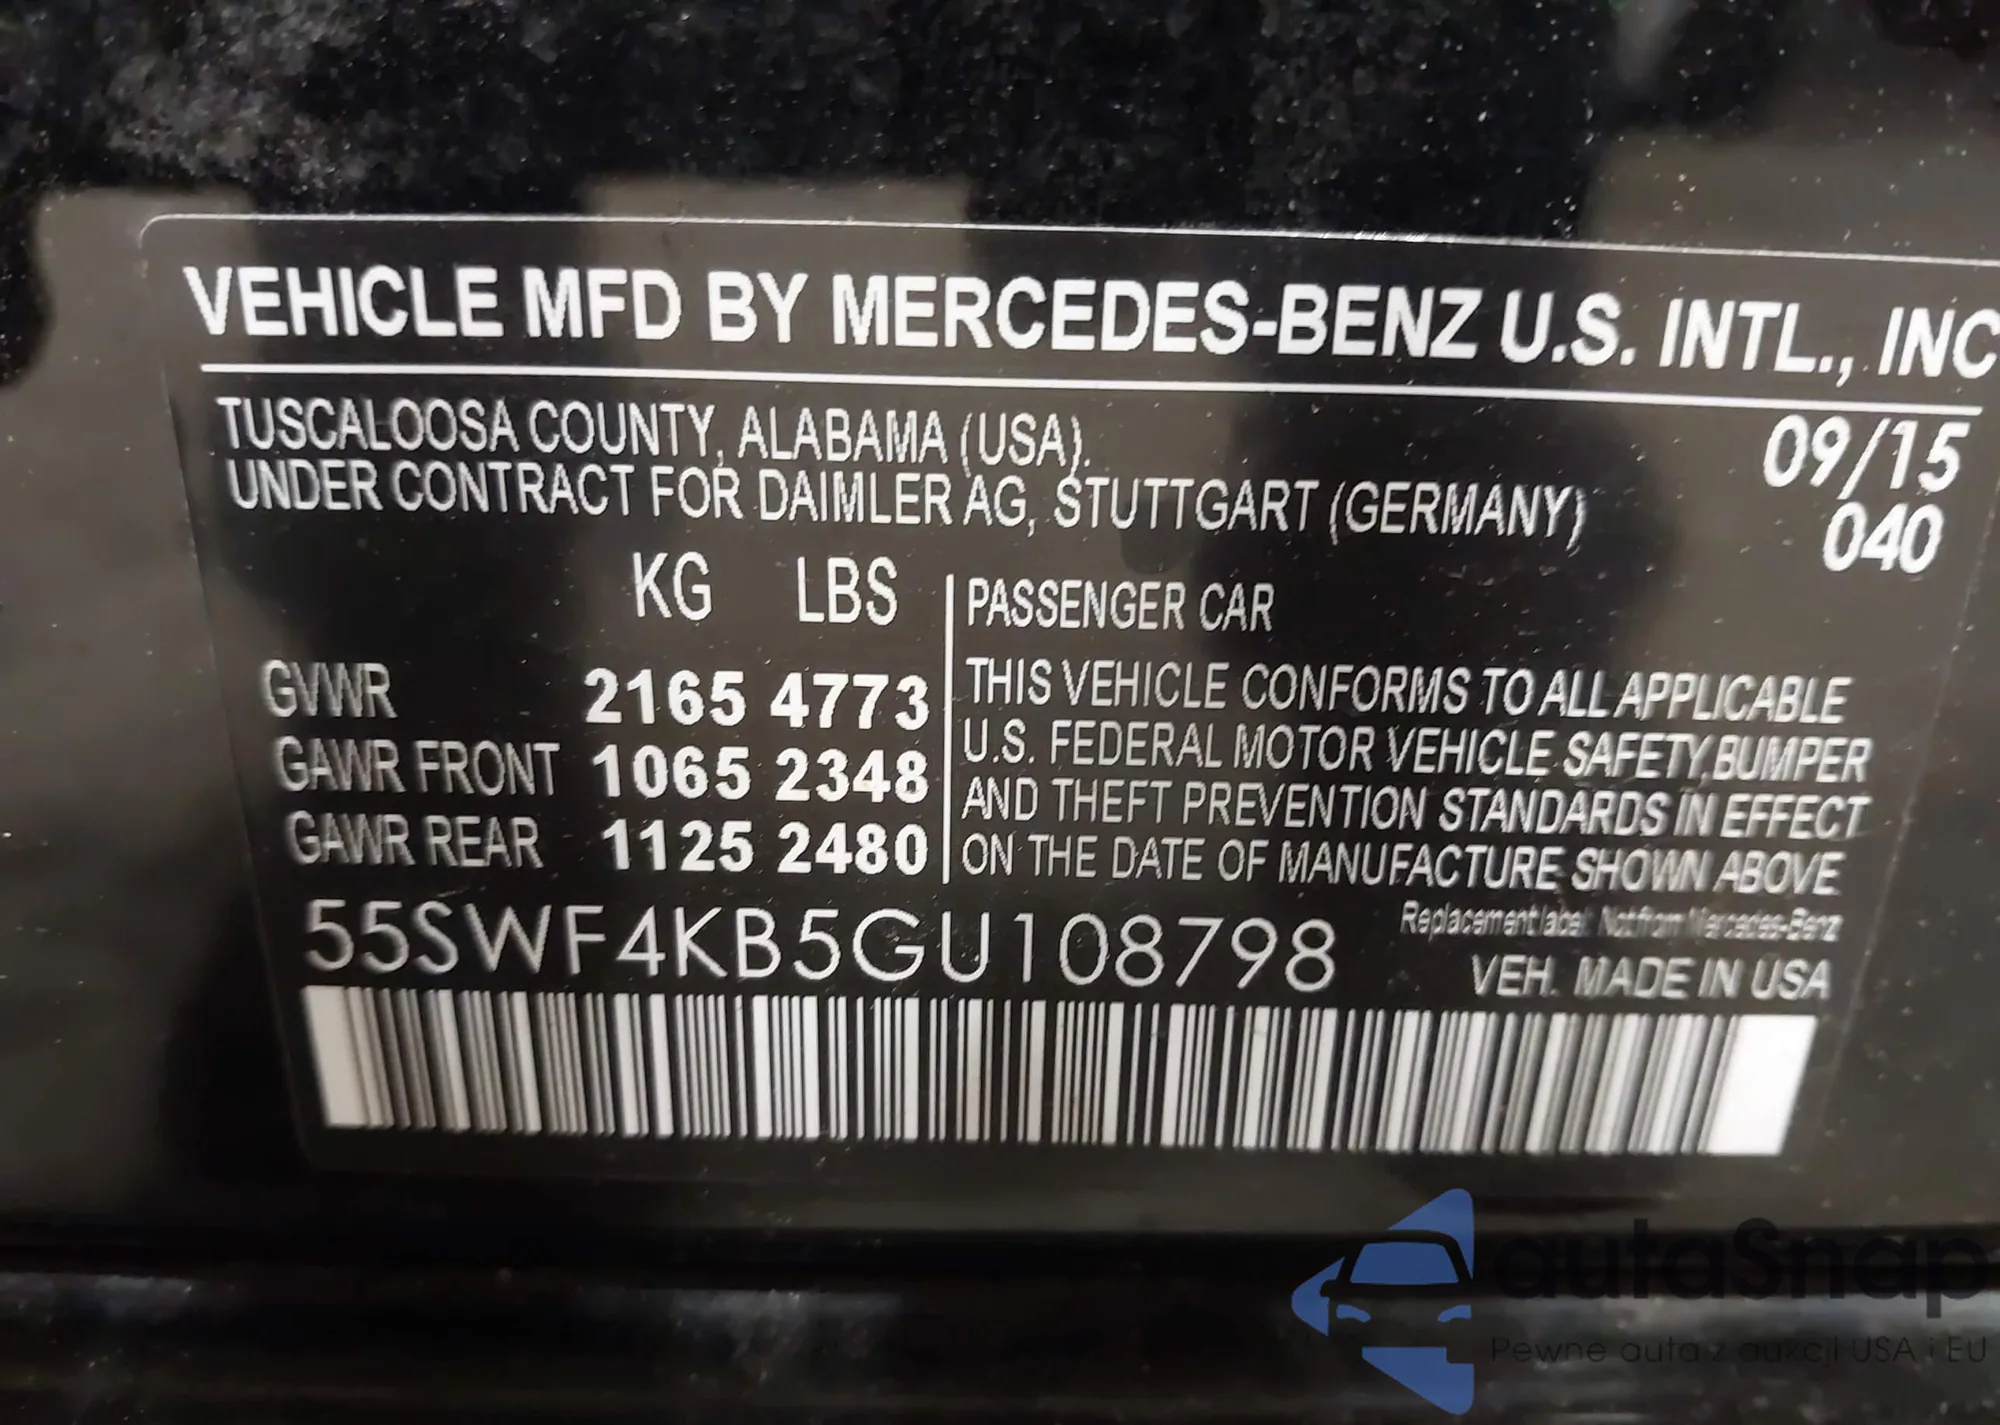 VEHICLE MFD BY MERCEDES-BENZ U.S. INTL., INC
TUSCALOOSA COUNTY, ALABAMA (USA).
09/15
UNDER CONTRACT FOR DAIMLER AG, STUTTGART (GERMANY)
040
KG LBS
GVWR 2165 4773
GAWR FRONT 1065 2348
GAWR REAR 1125 2480
PASSENGER CAR
THIS VEHICLE CONFORMS TO ALL APPLICABLE
U.S. FEDERAL MOTOR VEHICLE SAFETY, BUMPER
AND THEFT PREVENTION STANDARDS IN EFFECT
ON THE DATE OF MANUFACTURE SHOWN ABOVE
Replacement label: Not from Mercedes-Benz
55SWF4KB5GU108798
VEH. MADE IN USA
autaSnap
Pewne auta z aukcji USA i EU